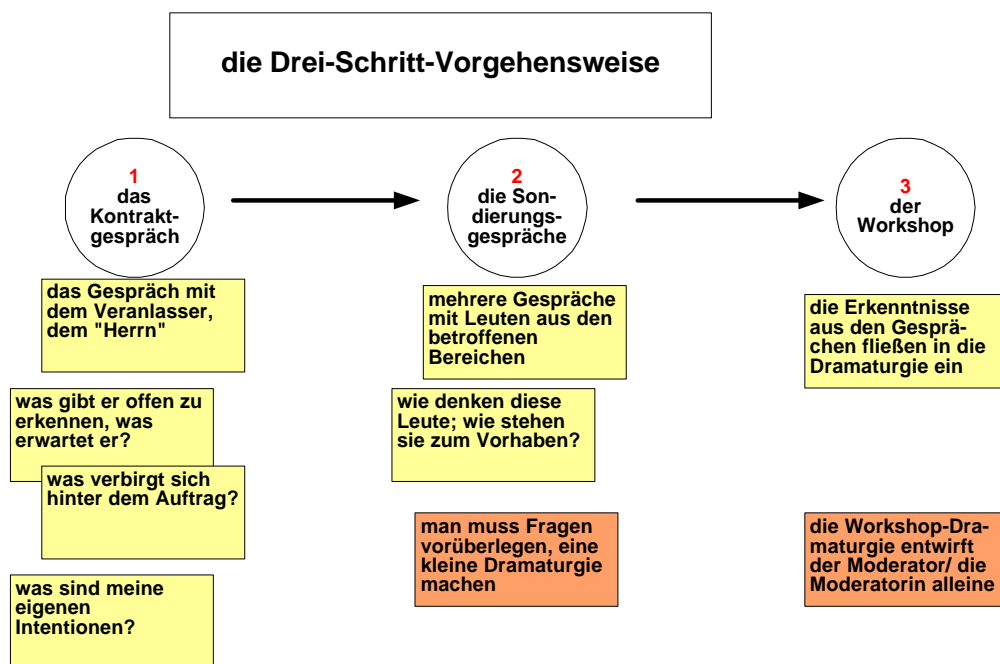 die Drei-Schritt-Vorgehensweise
1
das
Kontrakt-
gespräch
2
die Son-
dierungs-
gespräche
3
der
Workshop
das Gespräch mit
dem Veranlasser,
dem "Herrn"
was gibt er offen zu
erkennen, was
erwartet er?
was verbirgt sich
hinter dem Auftrag?
was sind meine
eigenen
Intentionen?
mehrere Gespräche
mit Leuten aus den
betroffenen
Bereichen
wie denken diese
Leute; wie stehen
sie zum Vorhaben?
man muss Fragen
vorüberlegen, eine
kleine Dramaturgie
machen
die Erkenntnisse
aus den Gesprä-
chen fließen in die
Dramaturgie ein
die Workshop-Dra-
maturgie entwirft
der Moderator/ die
Moderatorin alleine